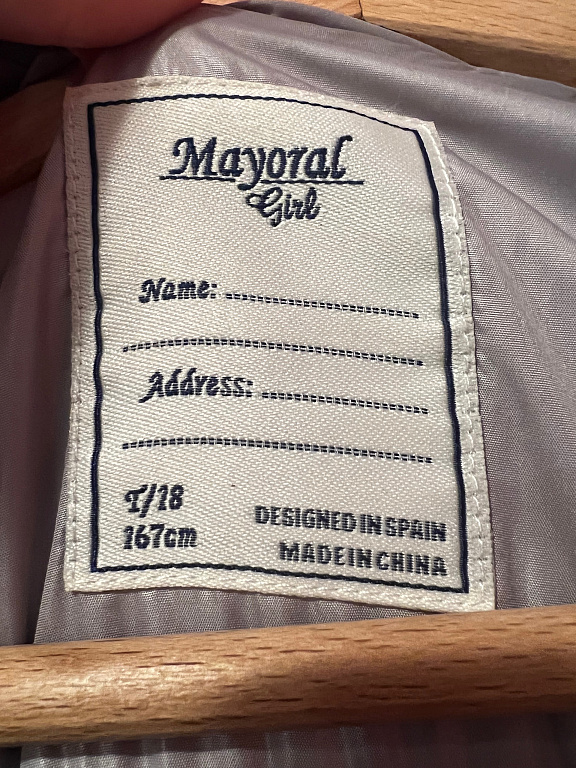 Mayoral
Girl
Name:
Address:
T/18
167cm
DESIGNED IN SPAIN
MADE IN CHINA